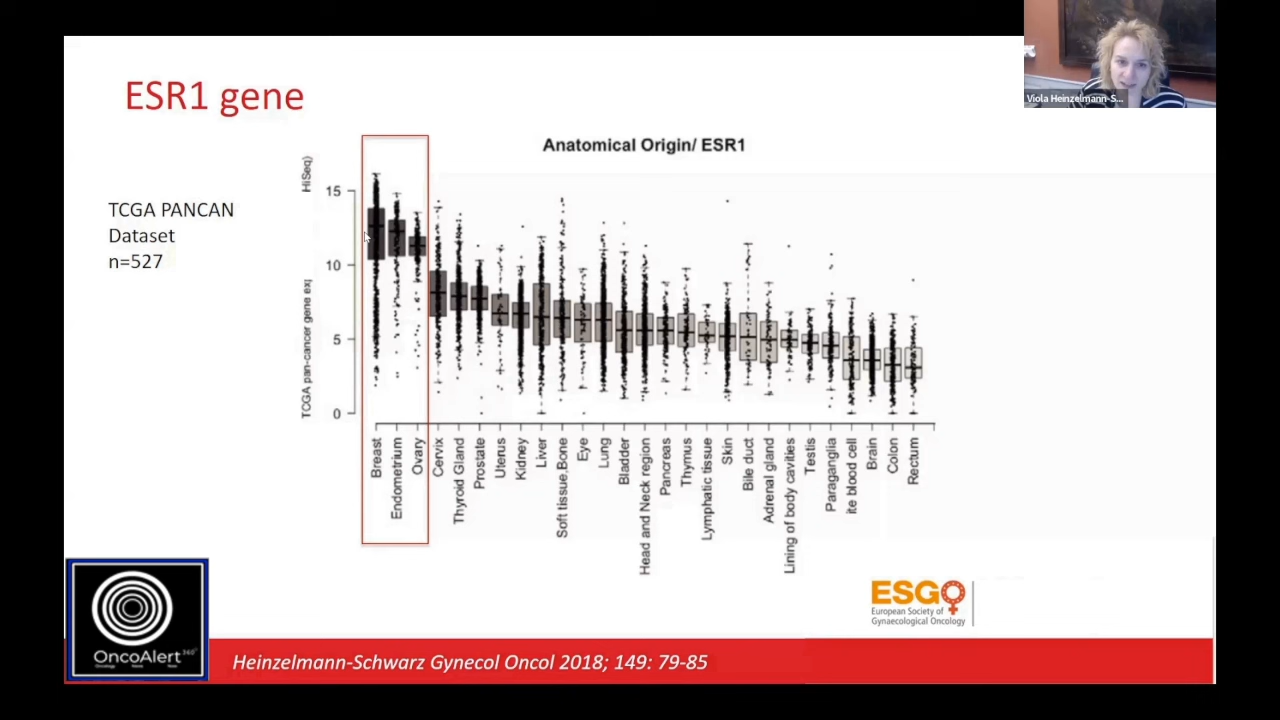 Viola Heinzelmann-S...
ESR1 gene
Anatomical Origin/ ESR1
TCGA PANCAN
Dataset
n=527
HiSeq)
TCGA pan-cancer gene exp
15
10
5
0
Breast
Endometrium
Ovary
Cervix
Thyroid Gland
Prostate
Uterus
Kidney
Liver
Soft tissue,Bone
Eye
Lung
Bladder
Head and Neck region
Pancreas
Thymus
Lymphatic tissue
Skin
Bile duct
Adrenal gland
Lining of body cavities
Testis
Paraganglia
ite blood cell
Brain
Colon
Rectum
ESGO
European Society of
Gynaecological Oncology
OncoAlert 360°
Heinzelmann-Schwarz Gynecol Oncol 2018; 149: 79-85